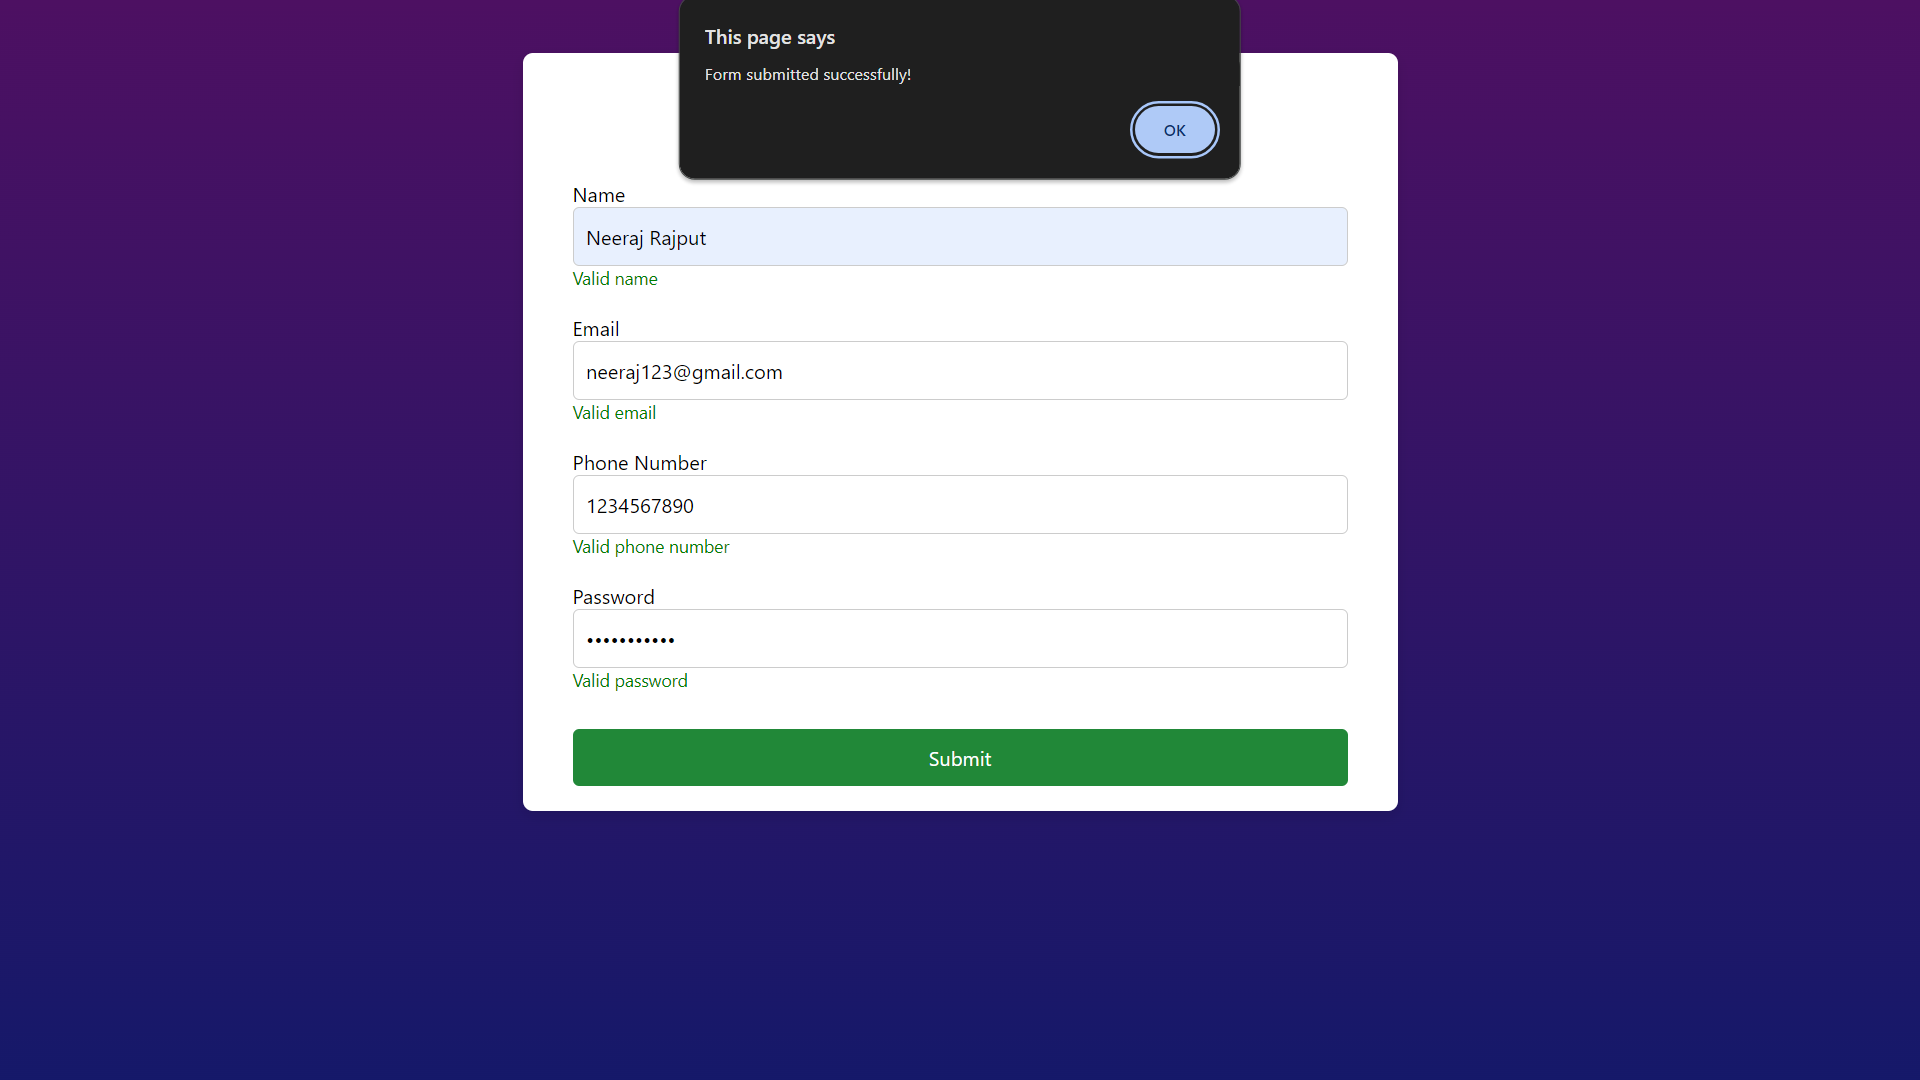 This page says
Form submitted successfully!
OK
Name
Neeraj Rajput
Valid name
Email
neeraj123@gmail.com
Valid email
Phone Number
1234567890
Valid phone number
Password
•••••••••••
Valid password
Submit